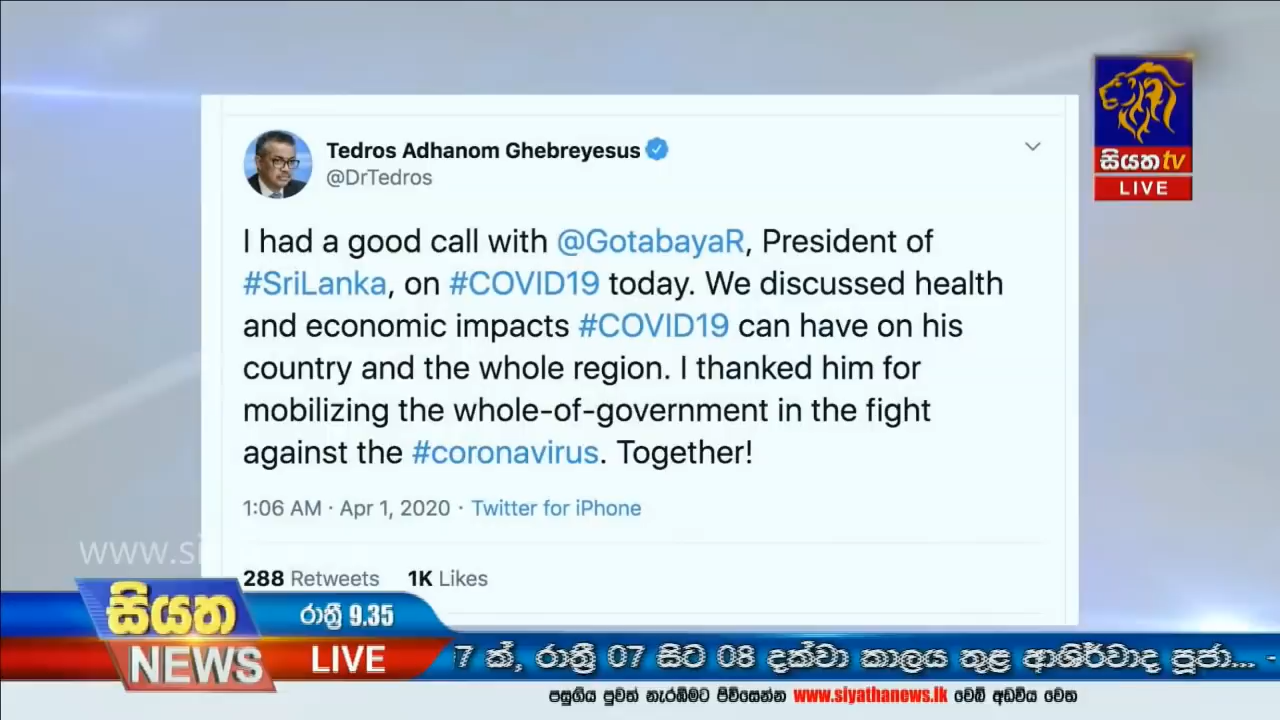 සියත tv
LIVE
Tedros Adhanom Ghebreyesus
@DrTedros
I had a good call with @GotabayaR, President of
#SriLanka, on #COVID19 today. We discussed health
and economic impacts #COVID19 can have on his
country and the whole region. I thanked him for
mobilizing the whole-of-government in the fight
against the #coronavirus. Together!
1:06 AM · Apr 1, 2020 · Twitter for iPhone
288 Retweets 1K Likes
www.si
සියත
NEWS
රාත්‍රී 9.35
LIVE
7 ක්, රාත්‍රී 07 සිට 08 දක්වා කාලය තුළ ආශිර්වාද පූජා... -
පසුගිය පුවත් නැරඹීමට පිවිසෙන්න www.siyathanews.lk වෙබ් අඩවිය වෙත